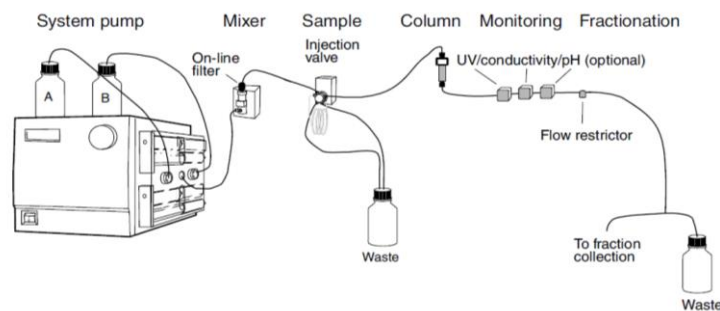 System pump
Mixer
Sample
Column
Monitoring
Fractionation
On-line
filter
Injection
valve
UV/conductivity/pH (optional)
A
B
Flow restrictor
Waste
To fraction
collection
Waste